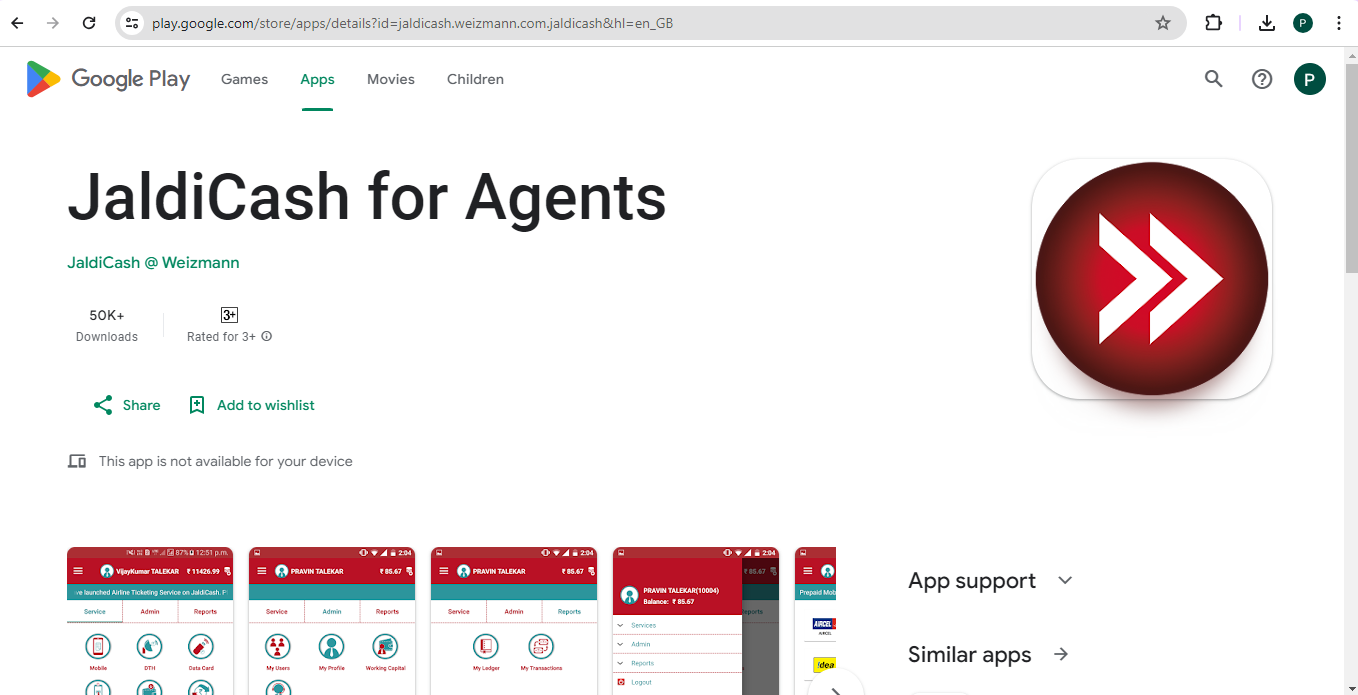 play.google.com/store/apps/details?id=jaldicash.weizmann.com.jaldicash&hl=en_GB
P
Google Play Games Apps Movies Children
P
JaldiCash for Agents
JaldiCash @ Weizmann
50K+
Downloads
3+
Rated for 3+
Share
Add to wishlist
This app is not available for your device
87% 12:51 p.m.
VijayKumar TALEKAR ₹ 11426.99
ve launched Airline Ticketing Service on JaldiCash. P
Service Admin Reports
Mobile DTH Data Card
2:04
PRAVIN TALEKAR ₹ 85.67
Service Admin Reports
My Users My Profile Working Capital
2:04
PRAVIN TALEKAR ₹ 85.67
Service Admin Reports
My Ledger My Transactions
2:04
PRAVIN TALEKAR(10004)
Balance: ₹ 85.67
₹ 85.67
Reports
Services
Admin
Reports
Logout
Prepaid Mob
AIRCEL
AIRCEL
!dea
App support
Similar apps